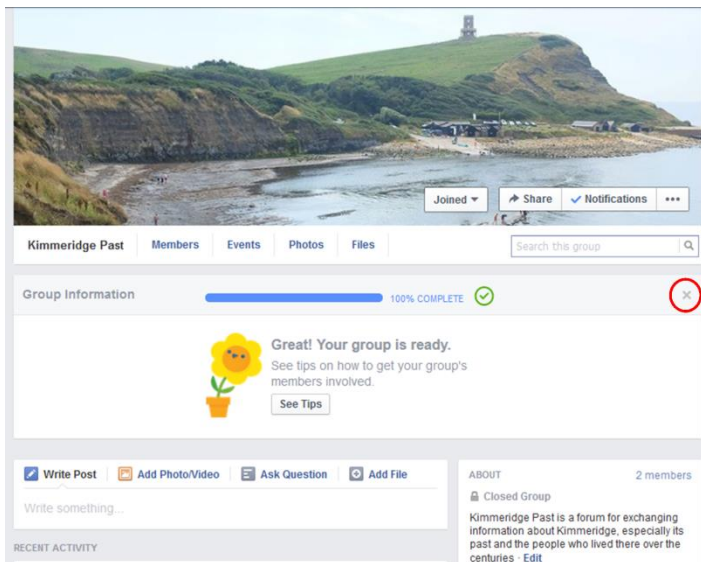 Joined
Share
Notifications
Kimmeridge Past Members Events Photos Files
Search this group
Group Information
100% COMPLETE
Great! Your group is ready.
See tips on how to get your group's
members involved.
See Tips
Write Post Add Photo/Video Ask Question Add File
Write something...
RECENT ACTIVITY
ABOUT 2 members
Closed Group
Kimmeridge Past is a forum for exchanging
information about Kimmeridge, especially its
past and the people who lived there over the
centuries · Edit